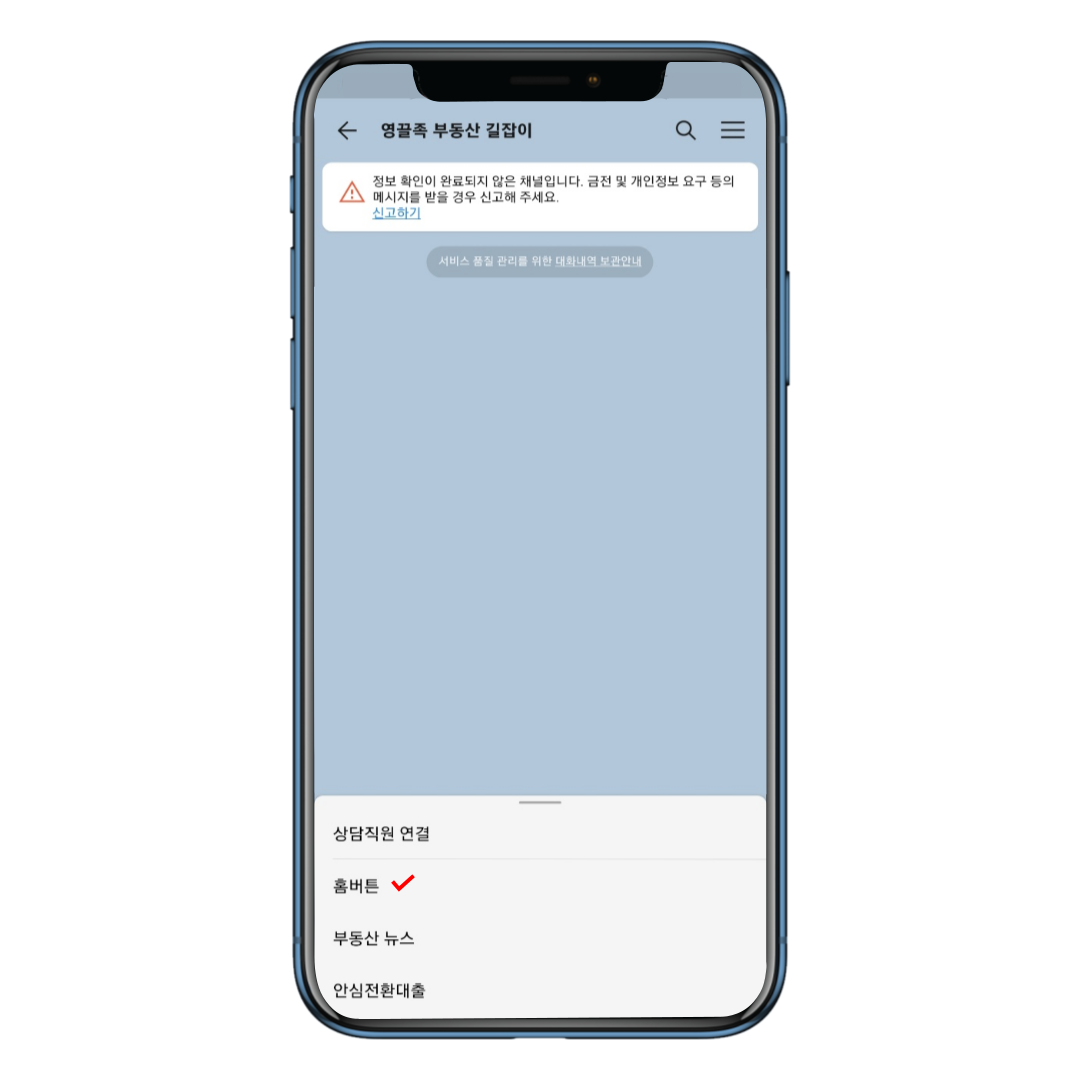 영끌족 부동산 길잡이
정보 확인이 완료되지 않은 채널입니다. 금전 및 개인정보 요구 등의
메시지를 받을 경우 신고해 주세요.
신고하기
서비스 품질 관리를 위한 대화내역 보관안내
상담직원 연결
홈버튼
부동산 뉴스
안심전환대출